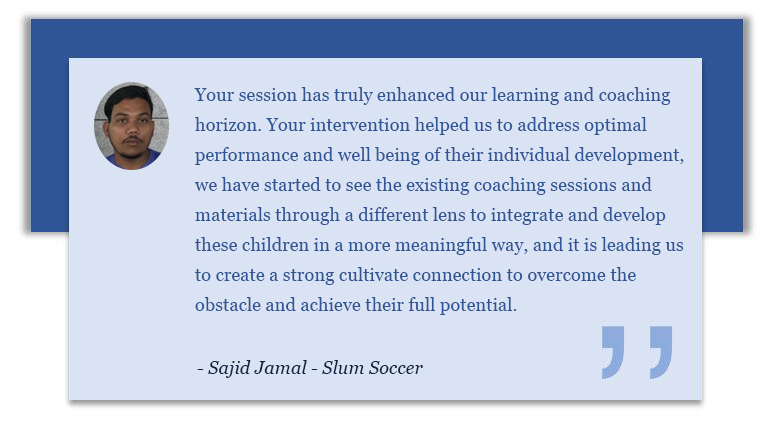 Your session has truly enhanced our learning and coaching
horizon. Your intervention helped us to address optimal
performance and well being of their individual development,
we have started to see the existing coaching sessions and
materials through a different lens to integrate and develop
these children in a more meaningful way, and it is leading us
to create a strong cultivate connection to overcome the
obstacle and achieve their full potential.
- Sajid Jamal - Slum Soccer
”